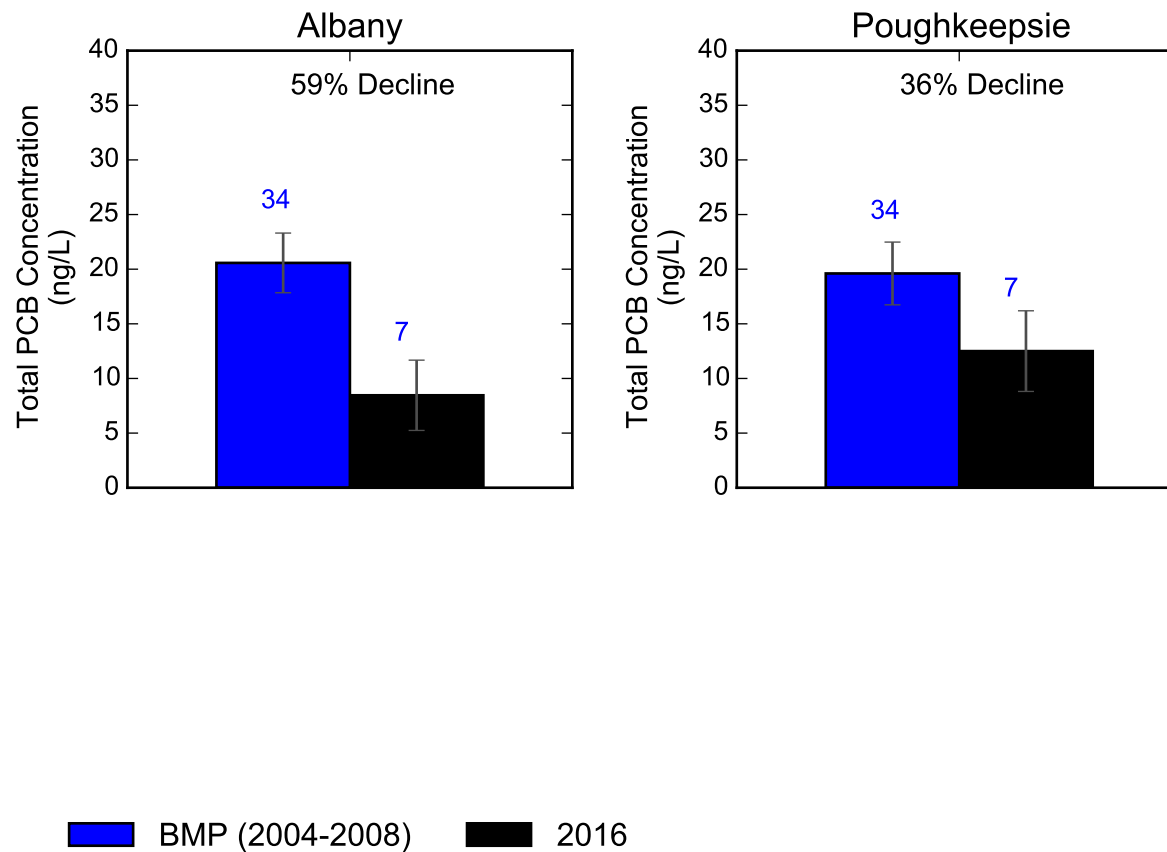 Albany
59% Decline
Total PCB Concentration
(ng/L)
40
35
30
25
20
15
10
5
0
34
7
Poughkeepsie
36% Decline
Total PCB Concentration
(ng/L)
40
35
30
25
20
15
10
5
0
34
7
BMP (2004-2008)
2016